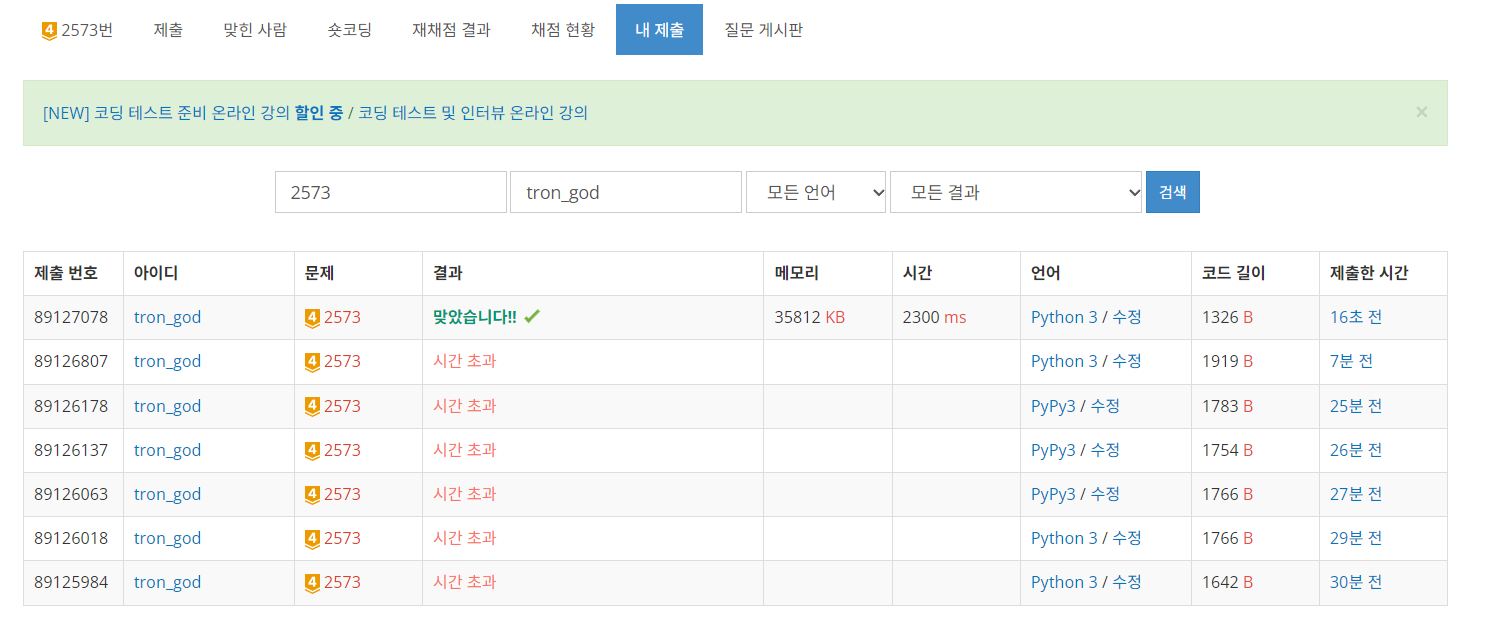 4 2573번 제출 맞힌 사람 숏코딩 재채점 결과 채점 현황 내 제출 질문 게시판
[NEW] 코딩 테스트 준비 온라인 강의 할인 중 / 코딩 테스트 및 인터뷰 온라인 강의 ×
2573 tron_god 모든 언어 모든 결과 검색
제출 번호 아이디 문제 결과 메모리 시간 언어 코드 길이 제출한 시간
89127078 tron_god 4 2573 맞았습니다!! 35812 KB 2300 ms Python 3 / 수정 1326 B 16초 전
89126807 tron_god 4 2573 시간 초과 Python 3 / 수정 1919 B 7분 전
89126178 tron_god 4 2573 시간 초과 PyPy3 / 수정 1783 B 25분 전
89126137 tron_god 4 2573 시간 초과 PyPy3 / 수정 1754 B 26분 전
89126063 tron_god 4 2573 시간 초과 PyPy3 / 수정 1766 B 27분 전
89126018 tron_god 4 2573 시간 초과 Python 3 / 수정 1766 B 29분 전
89125984 tron_god 4 2573 시간 초과 Python 3 / 수정 1642 B 30분 전